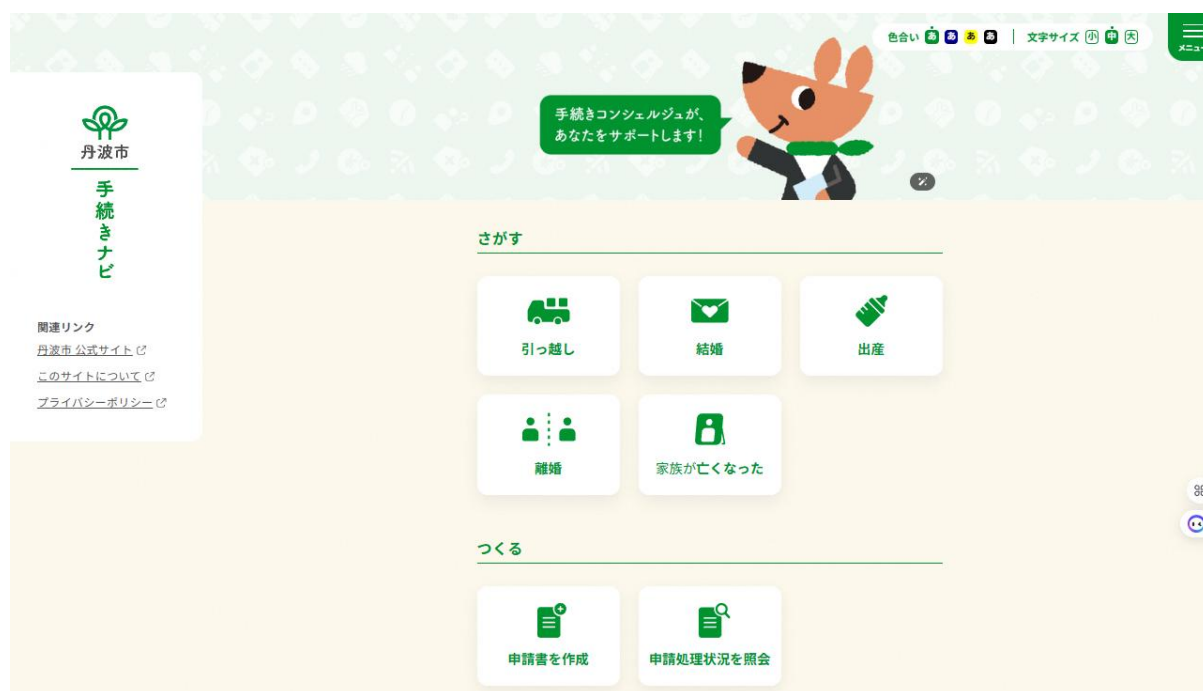 色合い ああああ 文字サイズ 小 中 大
手続きコンシェルジュが、
あなたをサポートします!
丹波市
手続きナビ
関連リンク
丹波市 公式サイト
このサイトについて
プライバシーポリシー
さがす
引っ越し
結婚
出産
離婚
家族が亡くなった
つくる
申請書を作成
申請処理状況を照会